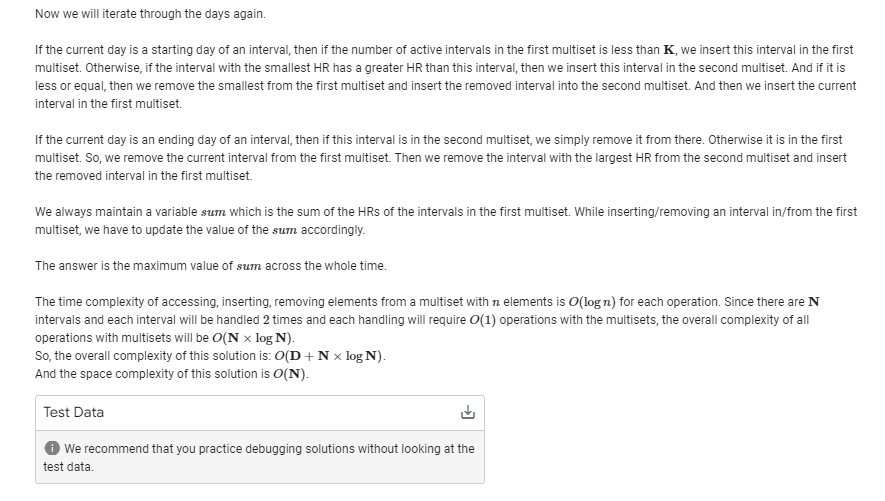 Now we will iterate through the days again.
If the current day is a starting day of an interval, then if the number of active intervals in the first multiset is less than K, we insert this interval in the first
multiset. Otherwise, if the interval with the smallest HR has a greater HR than this interval, then we insert this interval in the second multiset. And if it is
less or equal, then we remove the smallest from the first multiset and insert the removed interval into the second multiset. And then we insert the current
interval in the first multiset.
If the current day is an ending day of an interval, then if this interval is in the second multiset, we simply remove it from there. Otherwise it is in the first
multiset. So, we remove the current interval from the first multiset. Then we remove the interval with the largest HR from the second multiset and insert
the removed interval in the first multiset.
We always maintain a variable sum which is the sum of the HRs of the intervals in the first multiset. While inserting/removing an interval in/from the first
multiset, we have to update the value of the sum accordingly.
The answer is the maximum value of sum across the whole time.
The time complexity of accessing, inserting, removing elements from a multiset with n elements is O(log n) for each operation. Since there are N
intervals and each interval will be handled 2 times and each handling will require O(1) operations with the multisets, the overall complexity of all
operations with multisets will be O(N × log N).
So, the overall complexity of this solution is: O(D + N × log N).
And the space complexity of this solution is O(N).
Test Data
We recommend that you practice debugging solutions without looking at the
test data.